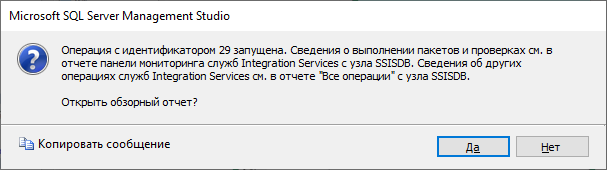 Microsoft SQL Server Management Studio
Операция с идентификатором 29 запущена. Сведения о выполнении пакетов и проверках см. в
отчете панели мониторинга служб Integration Services с узла SSISDB. Сведения об других
операциях служб Integration Services см. в отчете "Все операции" с узла SSISDB.
Открыть обзорный отчет?
Копировать сообщение
Да
Нет